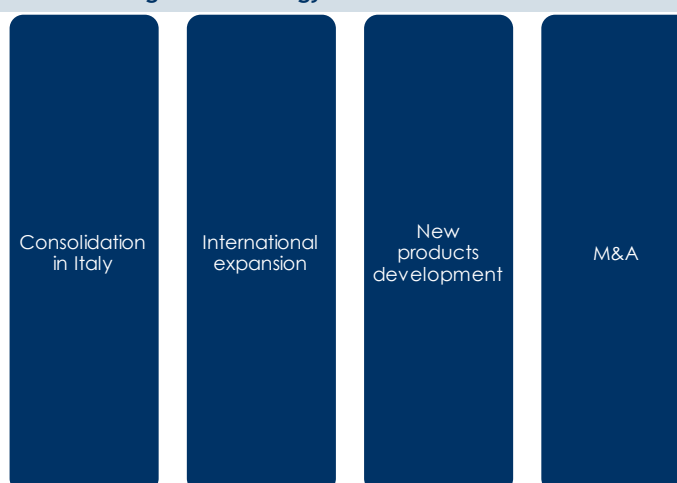 Consolidation
in Italy
International
expansion
New
products
development
M&A